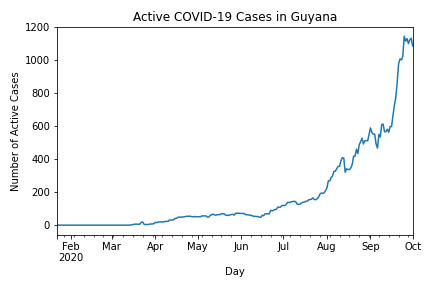 Active COVID-19 Cases in Guyana
1200
1000
800
600
400
200
0
Number of Active Cases
Feb Mar Apr May Jun Jul Aug Sep Oct
2020
Day